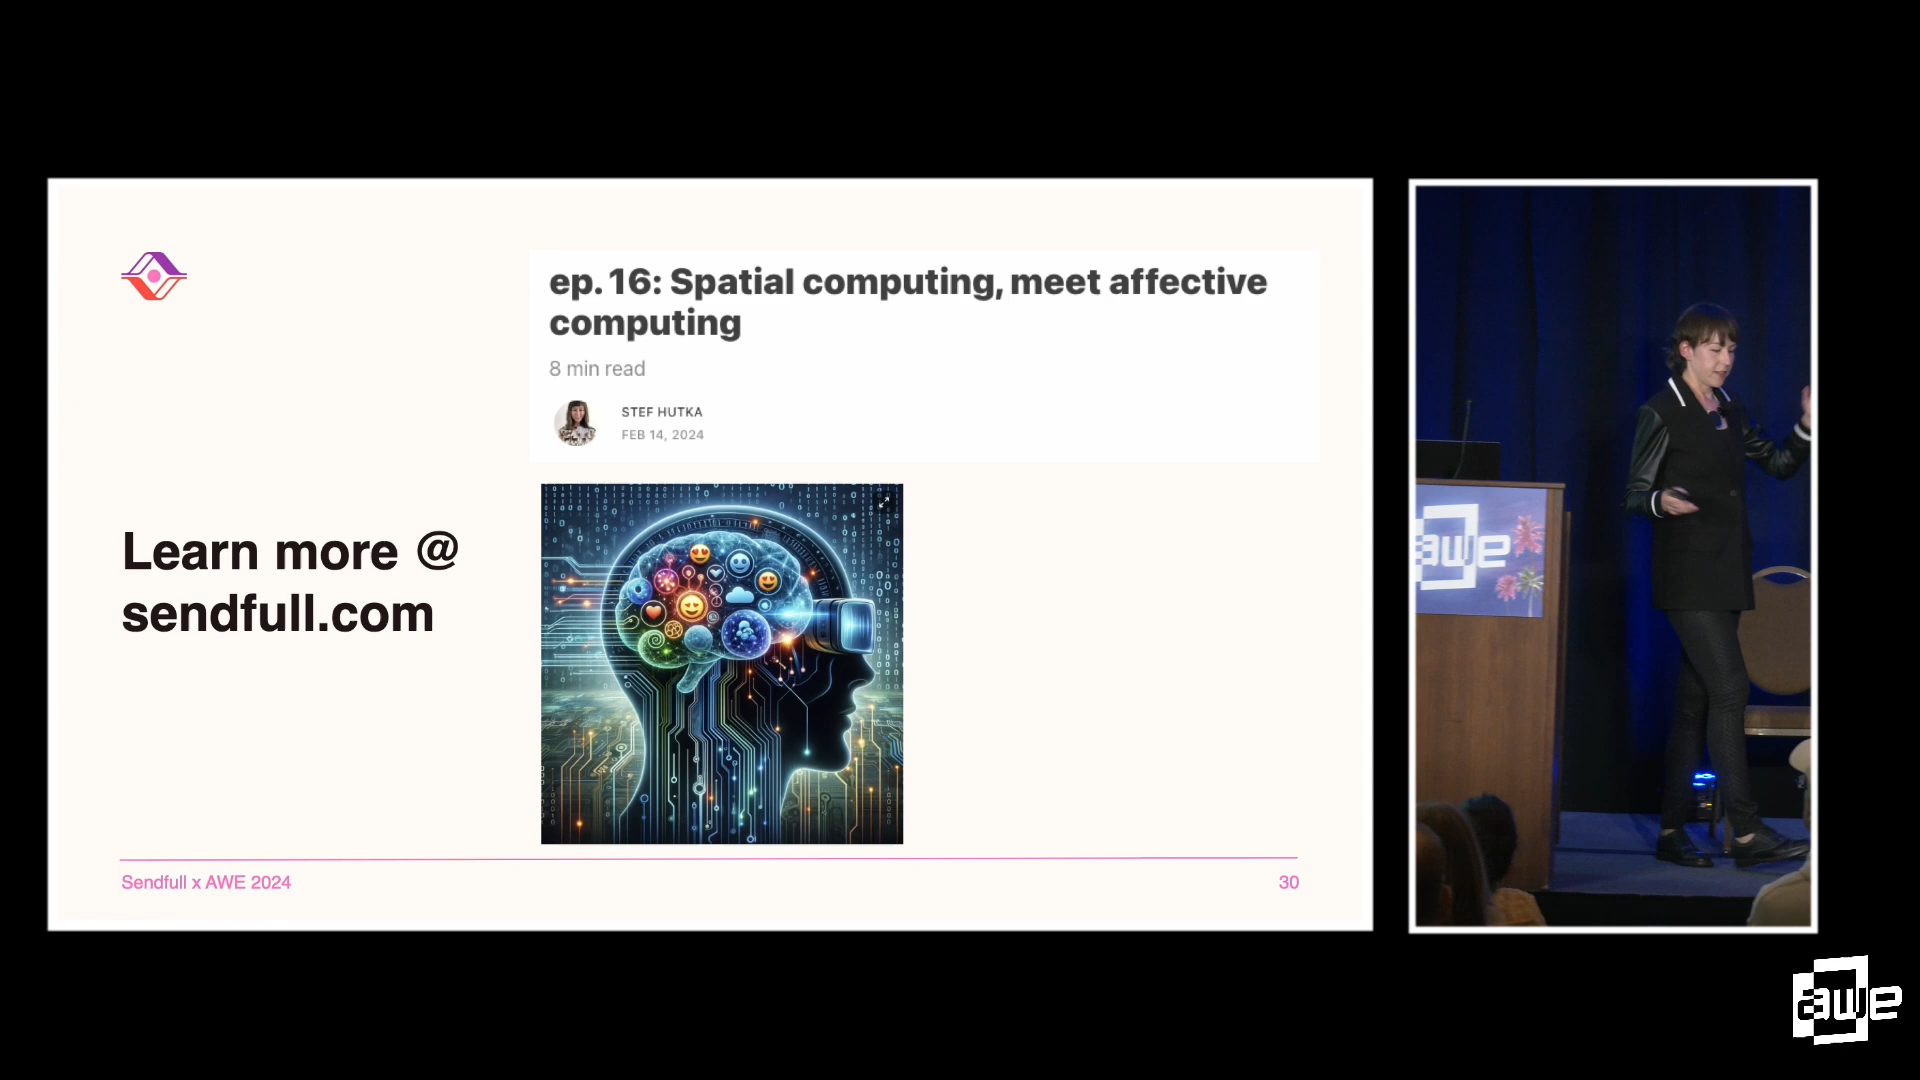 ep. 16: Spatial computing, meet affective
computing
8 min read
STEF HUTKA
FEB 14, 2024
Learn more @
sendfull.com
Sendfull x AWE 2024
30
awe
awe